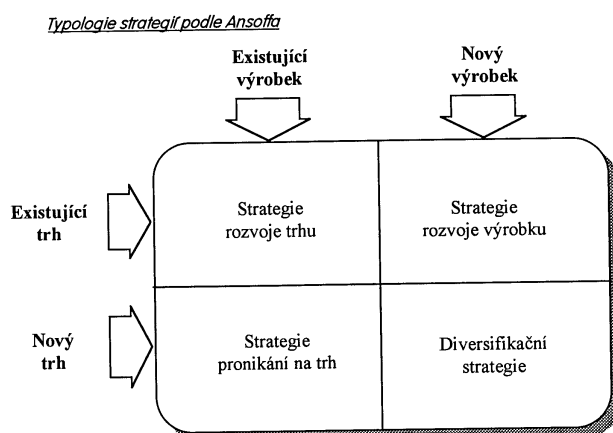 Typologie strategií podle Ansoffa
Existující
výrobek
Nový
výrobek
Existující
trh
Strategie
rozvoje trhu
Strategie
rozvoje výrobku
Nový
trh
Strategie
pronikání na trh
Diversifikační
strategie